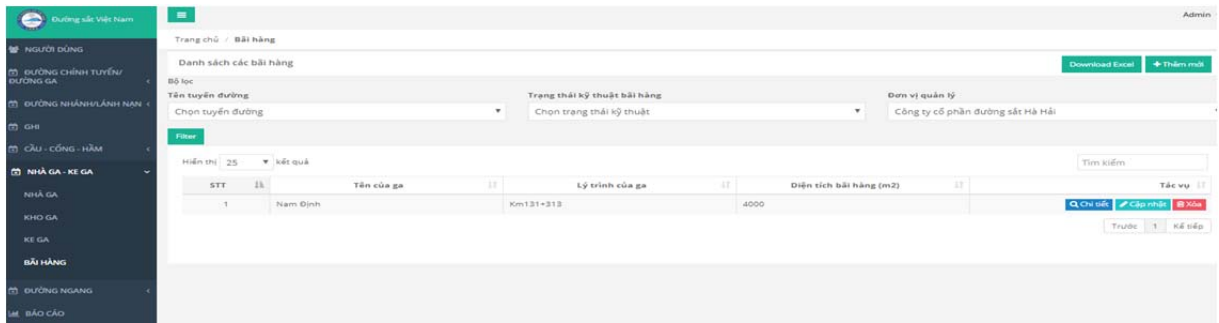 Đường sắt Việt Nam
Admin
NGƯỜI DÙNG
ĐƯỜNG CHÍNH TUYẾN/
ĐƯỜNG GA
ĐƯỜNG NHÁNH/LÁNH NẠN
GHI
CẦU - CỐNG - HẦM
NHÀ GA - KE GA
NHÀ GA
KHO GA
KE GA
BÃI HÀNG
ĐƯỜNG NGANG
BÁO CÁO
Trang chủ / Bãi hàng
Danh sách các bãi hàng
Download Excel
Thêm mới
Bộ lọc
Tên tuyến đường
Trạng thái kỹ thuật bãi hàng
Đơn vị quản lý
Chọn tuyến đường
Chọn trạng thái kỹ thuật
Công ty cổ phần đường sắt Hà Hải
Filter
Hiển thị 25 kết quả
Tìm kiếm
STT Tên của ga Lý trình của ga Diện tích bãi hàng (m2) Tác vụ
1 Nam Định Km131+313 4000 Chi tiết Cập nhật Xóa
Trước 1 Kế tiếp